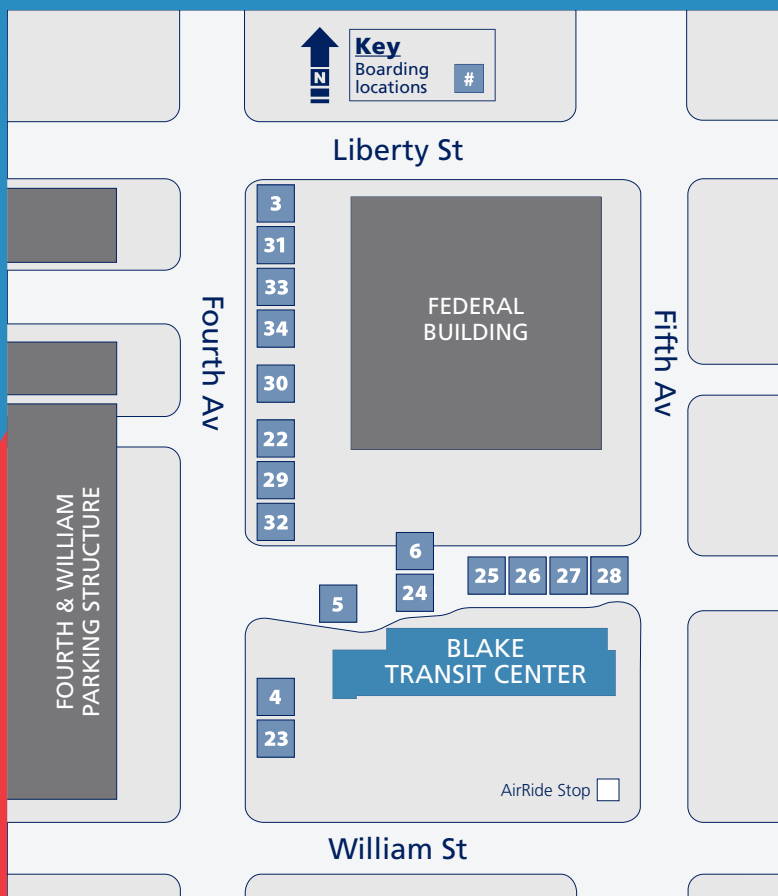 N
Key
Boarding
locations
#
Liberty St
3
31
33
34
30
22
29
32
Fourth Av
FEDERAL
BUILDING
Fifth Av
FOURTH & WILLIAM
PARKING STRUCTURE
6
24
5
25 26 27 28
BLAKE
TRANSIT CENTER
4
23
AirRide Stop
William St